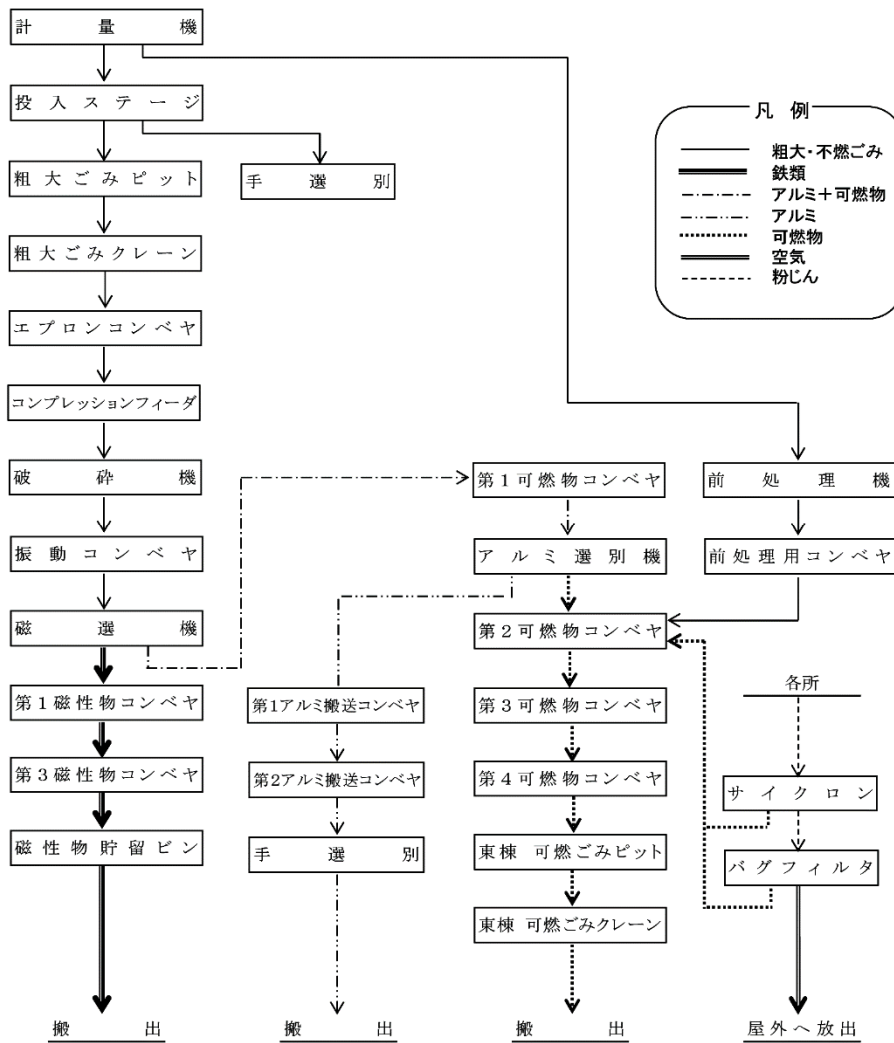 計量機
投入ステージ
粗大ごみピット
手選別
粗大ごみクレーン
エプロンコンベヤ
コンプレッションフィーダ
破砕機
振動コンベヤ
磁選機
第1磁性物コンベヤ
第3磁性物コンベヤ
磁性物貯留ビン
搬出
第1アルミ搬送コンベヤ
第2アルミ搬送コンベヤ
手選別
搬出
第1可燃物コンベヤ
アルミ選別機
第2可燃物コンベヤ
第3可燃物コンベヤ
第4可燃物コンベヤ
東棟 可燃ごみピット
東棟 可燃ごみクレーン
搬出
前処理機
前処理用コンベヤ
各所
サイクロン
バグフィルタ
屋外へ放出
凡例
粗大・不燃ごみ
鉄類
アルミ+可燃物
アルミ
可燃物
空気
粉じん